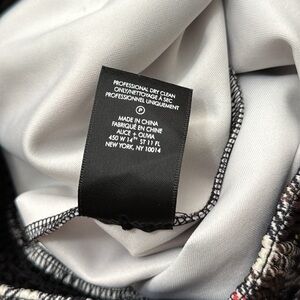 PROFESSIONAL DRY CLEAN
ONLY/NETTOYAGE À SEC
PROFESSIONNEL UNIQUEMENT
P
MADE IN CHINA
FABRIQUÉ EN CHINE
ALICE + OLIVIA
450 W 14TH ST 11 FL
NEW YORK, NY 10014